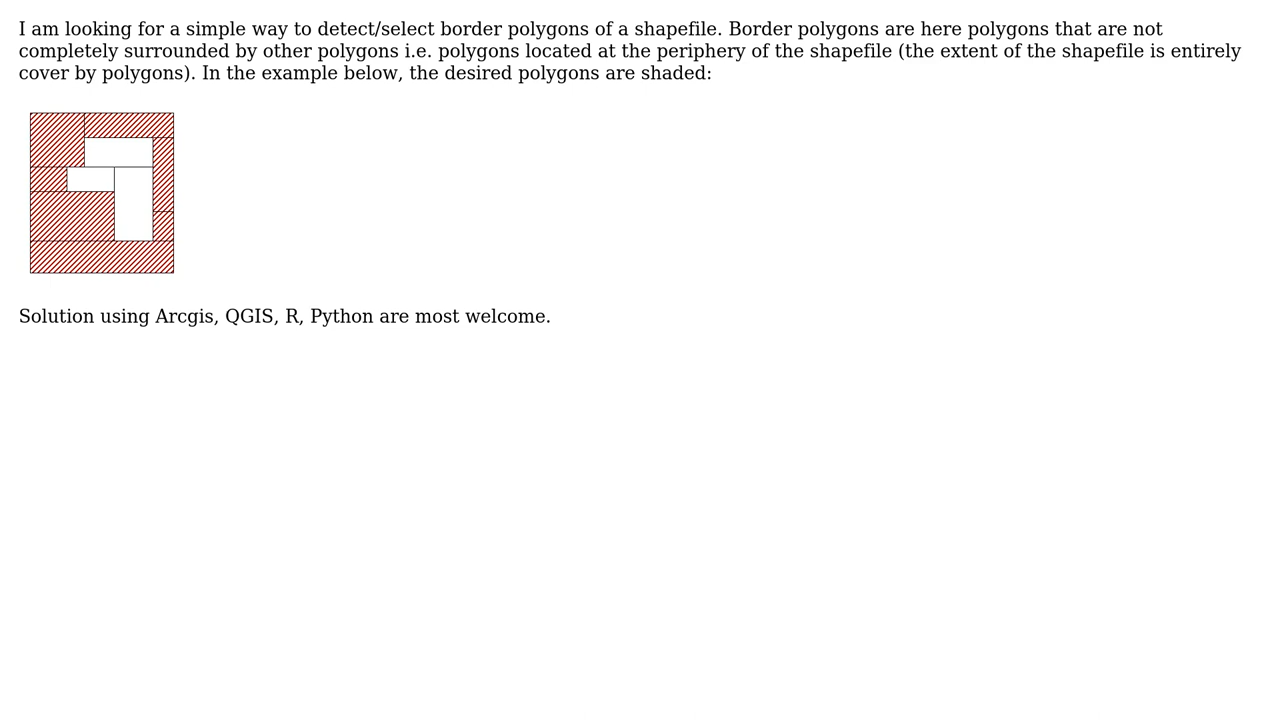 I am looking for a simple way to detect/select border polygons of a shapefile. Border polygons are here polygons that are not
completely surrounded by other polygons i.e. polygons located at the periphery of the shapefile (the extent of the shapefile is entirely
cover by polygons). In the example below, the desired polygons are shaded:
Solution using Arcgis, QGIS, R, Python are most welcome.